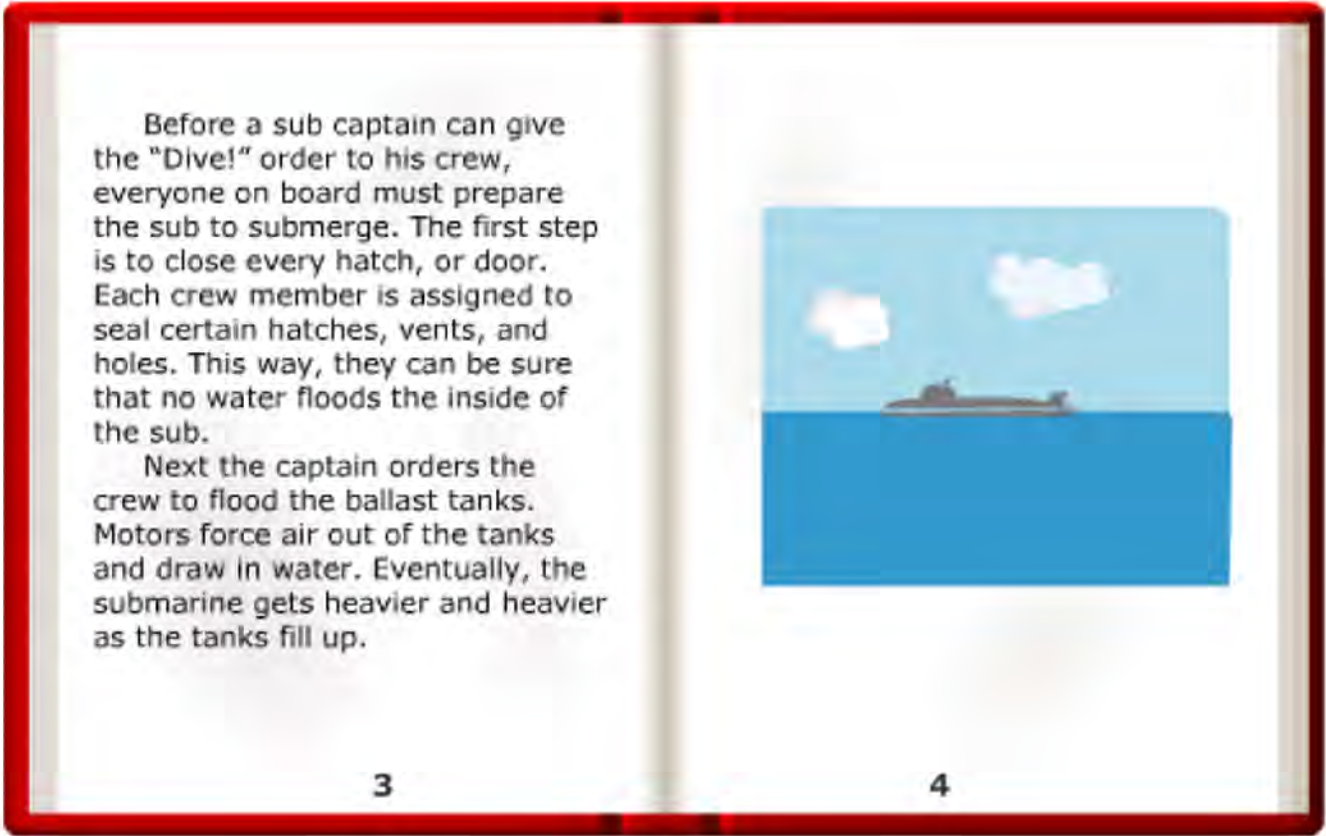 Before a sub captain can give
the “Dive!” order to his crew,
everyone on board must prepare
the sub to submerge. The first step
is to close every hatch, or door.
Each crew member is assigned to
seal certain hatches, vents, and
holes. This way, they can be sure
that no water floods the inside of
the sub.
Next the captain orders the
crew to flood the ballast tanks.
Motors force air out of the tanks
and draw in water. Eventually, the
submarine gets heavier and heavier
as the tanks fill up.
3
4